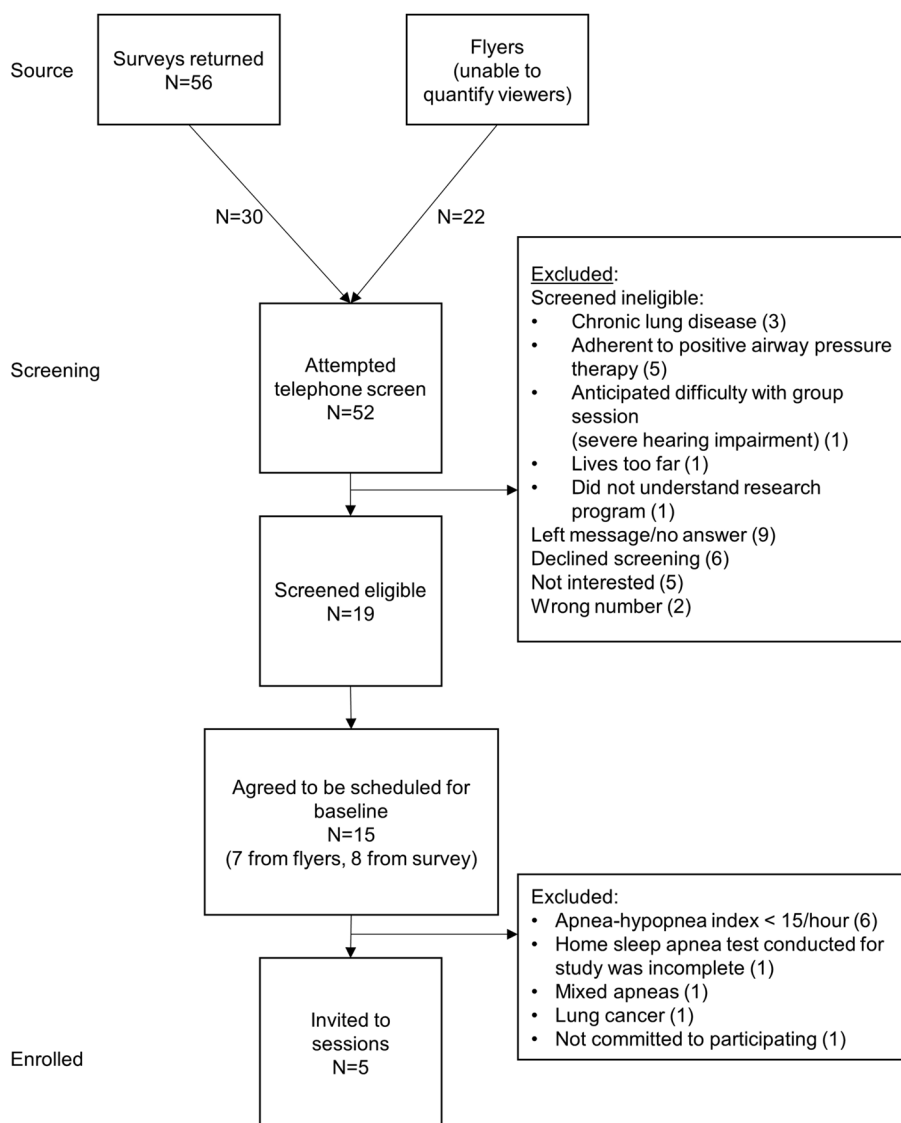 Source
Surveys returned
N=56
Flyers
(unable to
quantify viewers)
N=30
N=22
Screening
Attempted
telephone screen
N=52
Excluded:
Screened ineligible:
• Chronic lung disease (3)
• Adherent to positive airway pressure
therapy (5)
• Anticipated difficulty with group
session
(severe hearing impairment) (1)
• Lives too far (1)
• Did not understand research
program (1)
Left message/no answer (9)
Declined screening (6)
Not interested (5)
Wrong number (2)
Screened eligible
N=19
Agreed to be scheduled for
baseline
N=15
(7 from flyers, 8 from survey)
Excluded:
• Apnea-hypopnea index < 15/hour (6)
• Home sleep apnea test conducted for
study was incomplete (1)
• Mixed apneas (1)
• Lung cancer (1)
• Not committed to participating (1)
Enrolled
Invited to
sessions
N=5